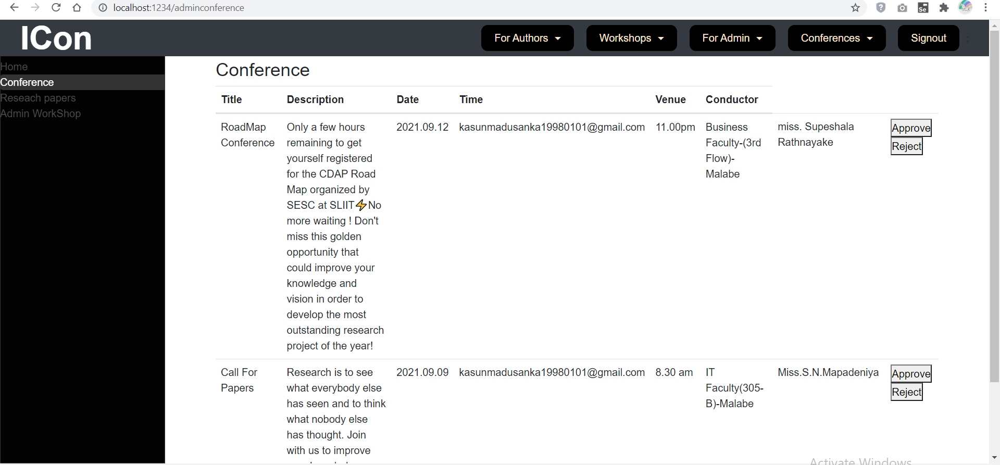 localhost:1234/adminconference
ICon
For Authors
Workshops
For Admin
Conferences
Signout
Home
Conference
Reseach papers
Admin WorkShop
Conference
Title Description Date Time Venue Conductor
RoadMap
Conference
Only a few hours
remaining to get
yourself registered
for the CDAP Road
Map organized by
SESC at SLIIT⚡No
more waiting ! Don't
miss this golden
opportunity that
could improve your
knowledge and
vision in order to
develop the most
outstanding research
project of the year!
2021.09.12
kasunmadusanka19980101@gmail.com
11.00pm
Business
Faculty-(3rd
Flow)-
Malabe
miss. Supeshala
Rathnayake
Approve
Reject
Call For
Papers
Research is to see
what everybody else
has seen and to think
what nobody else
has thought. Join
with us to improve
2021.09.09
kasunmadusanka19980101@gmail.com
8.30 am
IT
Faculty(305-
B)-Malabe
Miss.S.N.Mapadeniya
Approve
Reject
Activate Windows